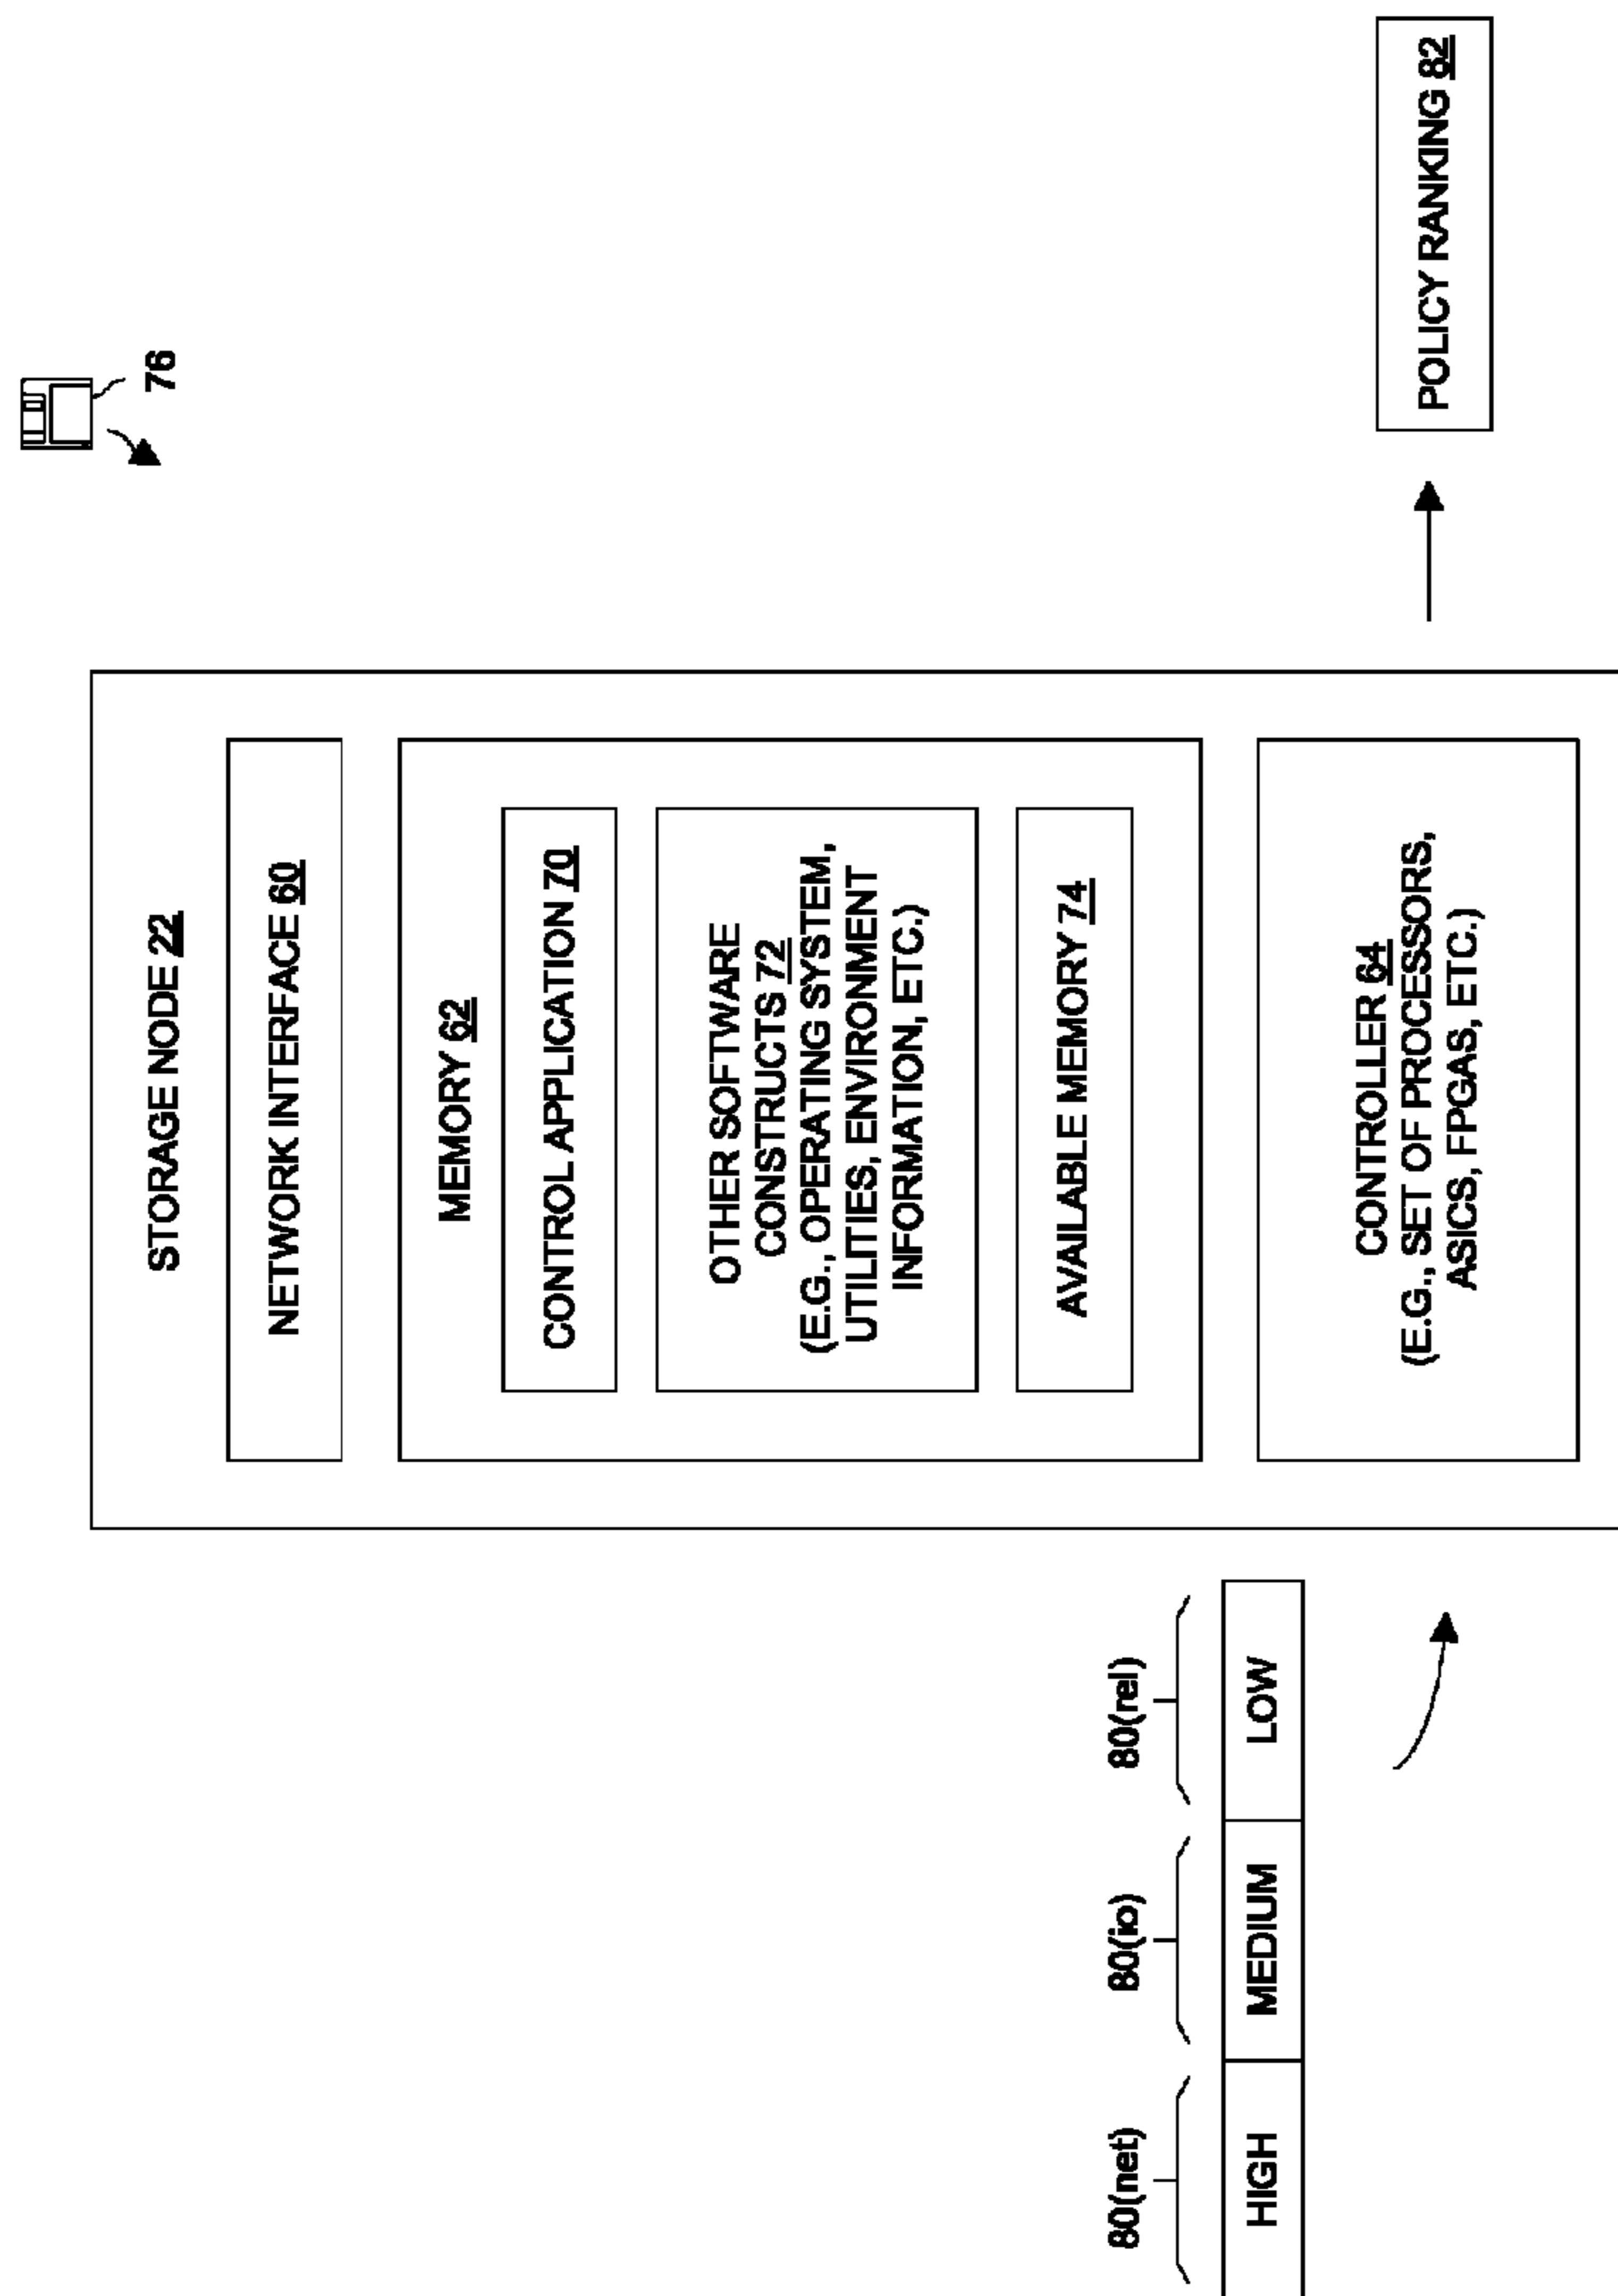 76
STORAGE NODE 22
NETWORK INTERFACE 60
MEMORY 62
CONTROL APPLICATION 70
OTHER SOFTWARE
CONSTRUCTS 72
(E.G., OPERATING SYSTEM,
UTILITIES, ENVIRONMENT
INFORMATION, ETC.)
AVAILABLE MEMORY 74
CONTROLLER 64
(E.G., SET OF PROCESSORS,
ASICS, FPGAS, ETC.)
80(net)
80(io)
80(rel)
HIGH
MEDIUM
LOW
POLICY RANKING 82